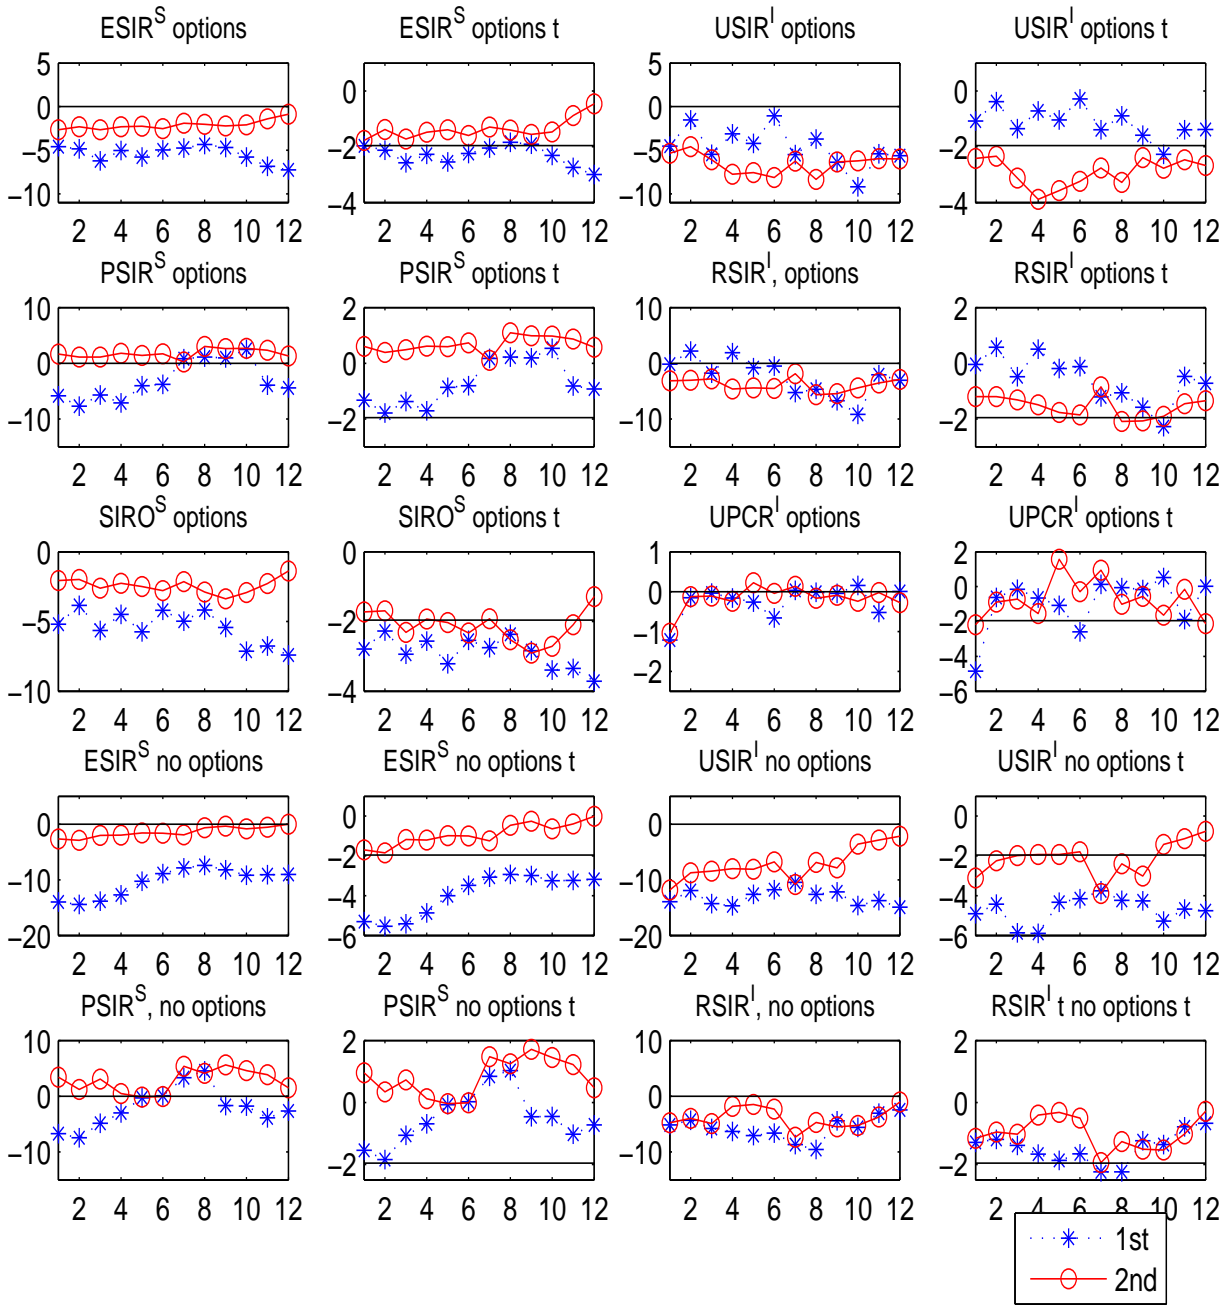 ESIR^S options
ESIR^S options t
USIR^I options
USIR^I options t
5
0
−5
−10
2 4 6 8 10 12
0
−2
−4
2 4 6 8 10 12
5
0
−5
−10
2 4 6 8 10 12
0
−2
−4
2 4 6 8 10 12
PSIR^S options
PSIR^S options t
RSIR^I, options
RSIR^I options t
10
0
−10
2 4 6 8 10 12
2
0
−2
2 4 6 8 10 12
10
0
−10
2 4 6 8 10 12
2
0
−2
2 4 6 8 10 12
SIRO^S options
SIRO^S options t
UPCR^I options
UPCR^I options t
0
−5
−10
2 4 6 8 10 12
0
−2
−4
2 4 6 8 10 12
1
0
−1
−2
2 4 6 8 10 12
2
0
−2
−4
−6
2 4 6 8 10 12
ESIR^S no options
ESIR^S no options t
USIR^I no options
USIR^I no options t
0
−10
−20
2 4 6 8 10 12
0
−2
−4
−6
2 4 6 8 10 12
0
−10
−20
2 4 6 8 10 12
0
−2
−4
−6
2 4 6 8 10 12
PSIR^S, no options
PSIR^S no options t
RSIR^I, no options
RSIR^I t no options t
10
0
−10
2 4 6 8 10 12
2
0
−2
2 4 6 8 10 12
10
0
−10
2 4 6 8 10 12
2
0
−2
2 4 6 8 10 12
1st
2nd